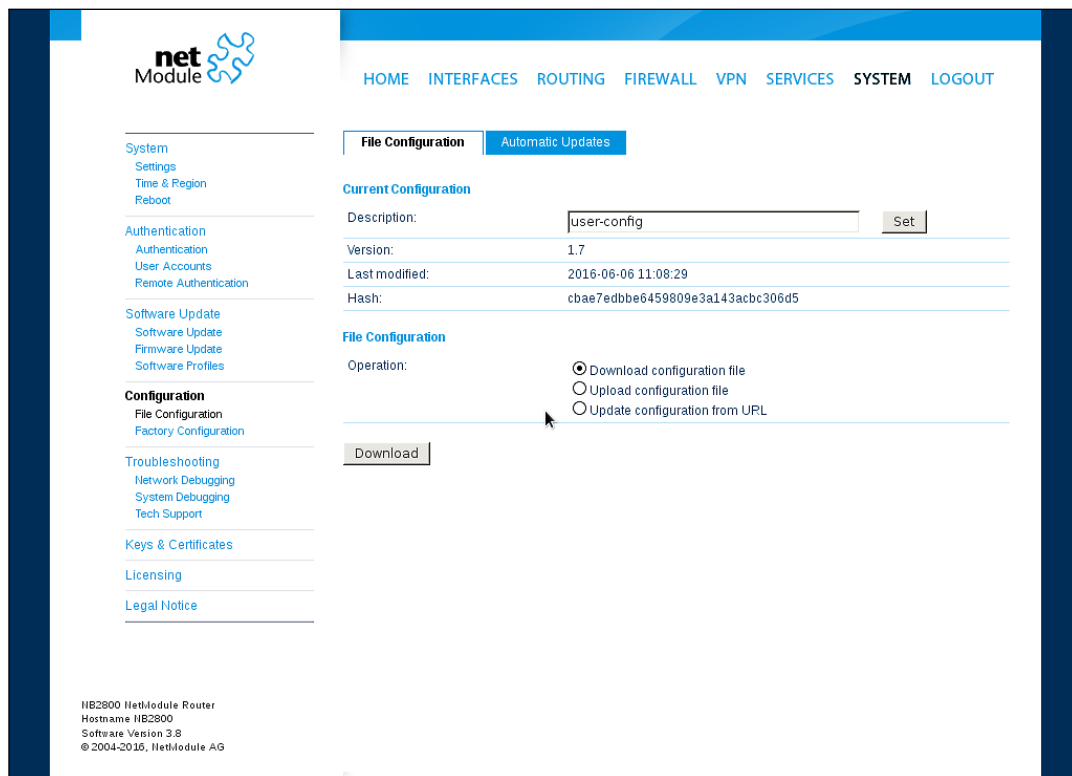 net
Module
HOME INTERFACES ROUTING FIREWALL VPN SERVICES SYSTEM LOGOUT
System
Settings
Time & Region
Reboot
Authentication
Authentication
User Accounts
Remote Authentication
Software Update
Software Update
Firmware Update
Software Profiles
Configuration
File Configuration
Factory Configuration
Troubleshooting
Network Debugging
System Debugging
Tech Support
Keys & Certificates
Licensing
Legal Notice
File Configuration Automatic Updates
Current Configuration
Description: user-config Set
Version: 1.7
Last modified: 2016-06-06 11:08:29
Hash: cbae7edbbe6459809e3a143acbc306d5
File Configuration
Operation: Download configuration file
Upload configuration file
Update configuration from URL
Download
NB2800 NetModule Router
Hostname NB2800
Software Version 3.8
© 2004-2016, NetModule AG